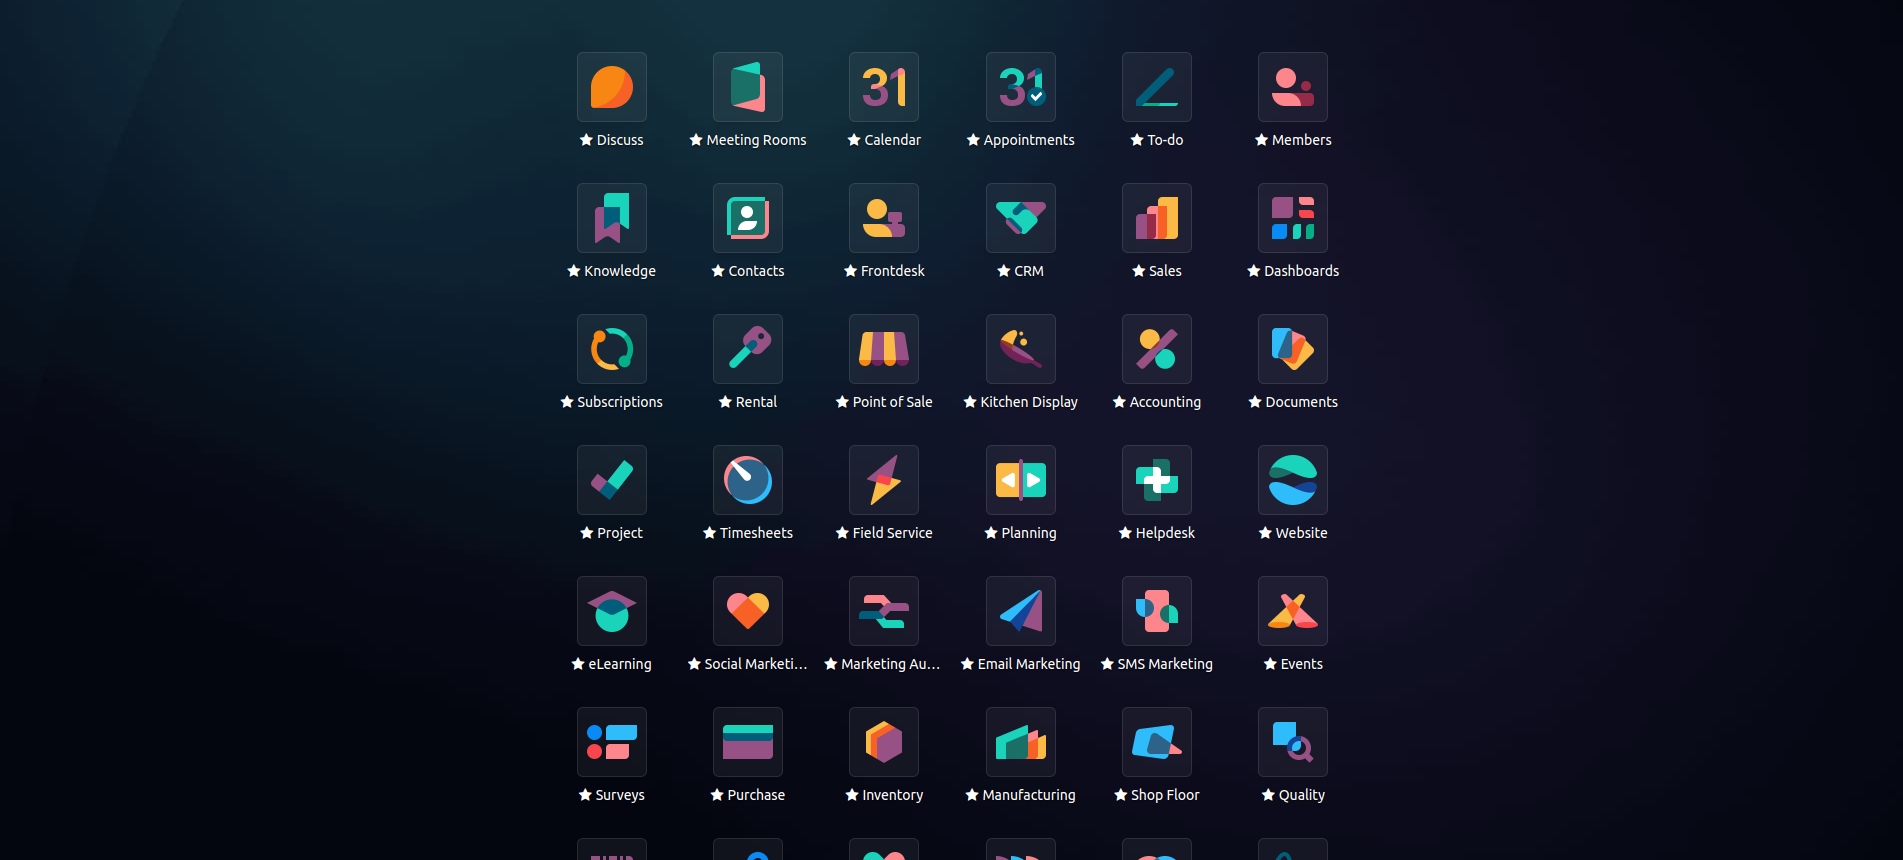 31
31
Discuss
Meeting Rooms
Calendar
Appointments
To-do
Members
Knowledge
Contacts
Frontdesk
CRM
Sales
Dashboards
Subscriptions
Rental
Point of Sale
Kitchen Display
Accounting
Documents
Project
Timesheets
Field Service
Planning
Helpdesk
Website
eLearning
Social Marketi...
Marketing Au...
Email Marketing
SMS Marketing
Events
Surveys
Purchase
Inventory
Manufacturing
Shop Floor
Quality